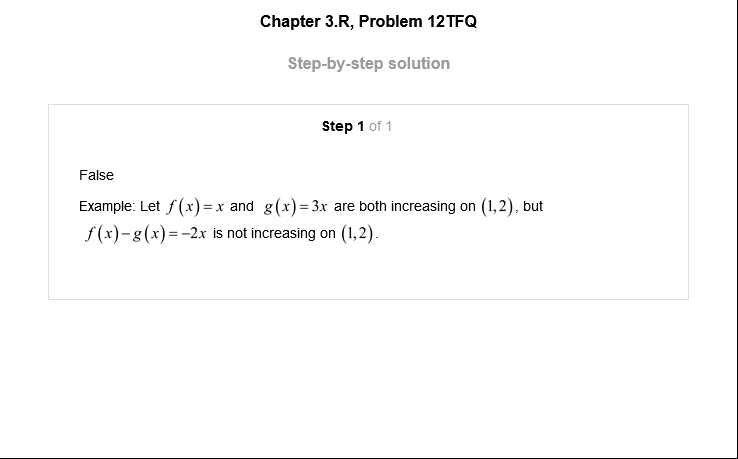 Chapter 3.R, Problem 12TFQ
Step-by-step solution
Step 1 of 1
False
Example: Let f(x)=x and g(x)=3x are both increasing on (1,2), but
f(x)−g(x)=−2x is not increasing on (1,2).